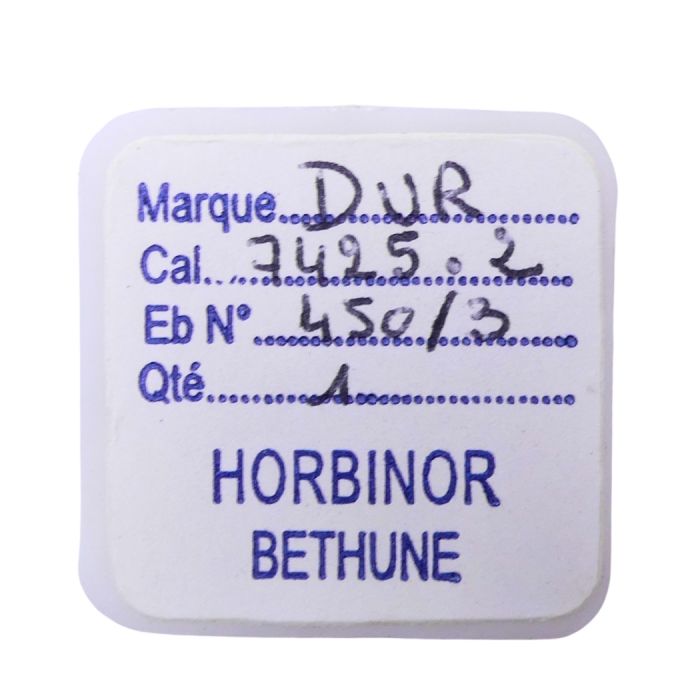 Marque DUR
Cal. 7425.2
Eb N° 450/3
Qté 1
HORBINOR
BETHUNE